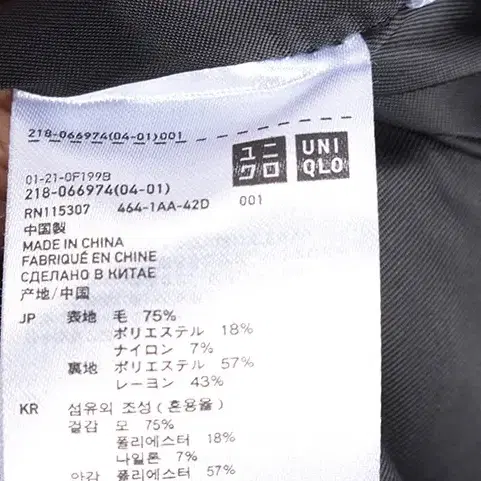 218-066974(04-01)001
ユニクロ
UNIQLO
01-21-0F199B
218-066974(04-01)
RN115307 464-1AA-42D 001
中国製
MADE IN CHINA
FABRIQUÉ EN CHINE
СДЕЛАНО В КИТАЕ
产地/中国
JP 表地 毛 75%
ポリエステル 18%
ナイロン 7%
裏地 ポリエステル 57%
レーヨン 43%
KR 섬유의 조성(혼용율)
겉감 모 75%
폴리에스터 18%
나일론 7%
안감 폴리에스터 57%